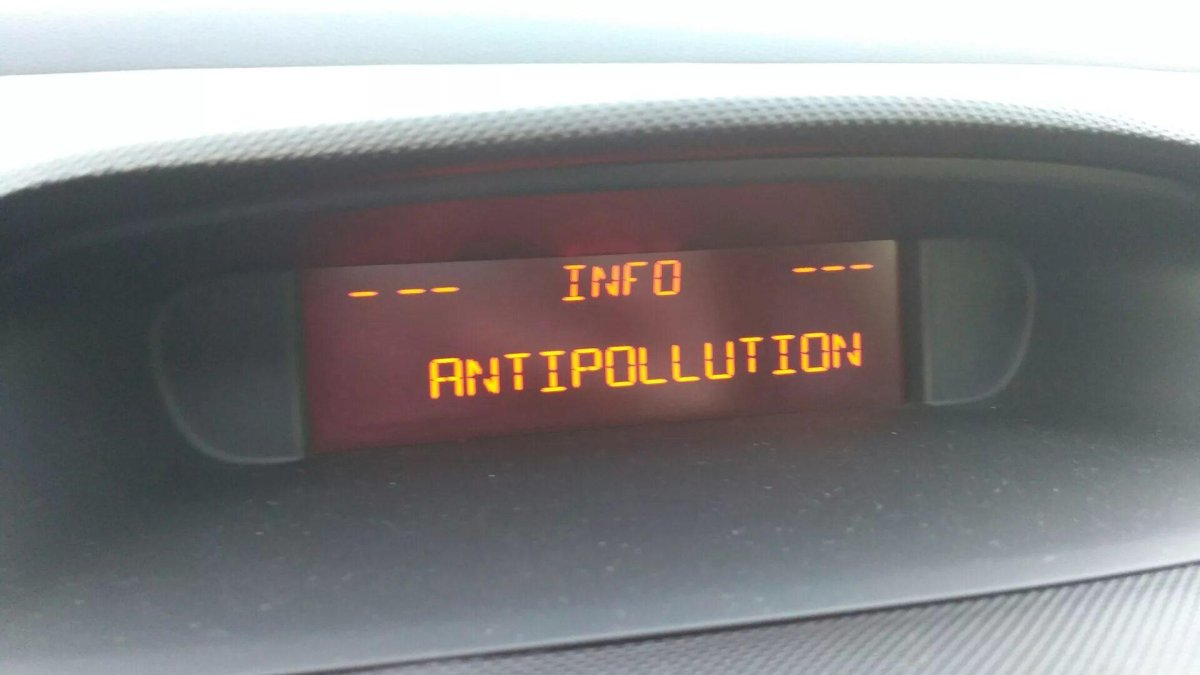 - -- INFO ---
ANTIPOLLUTION